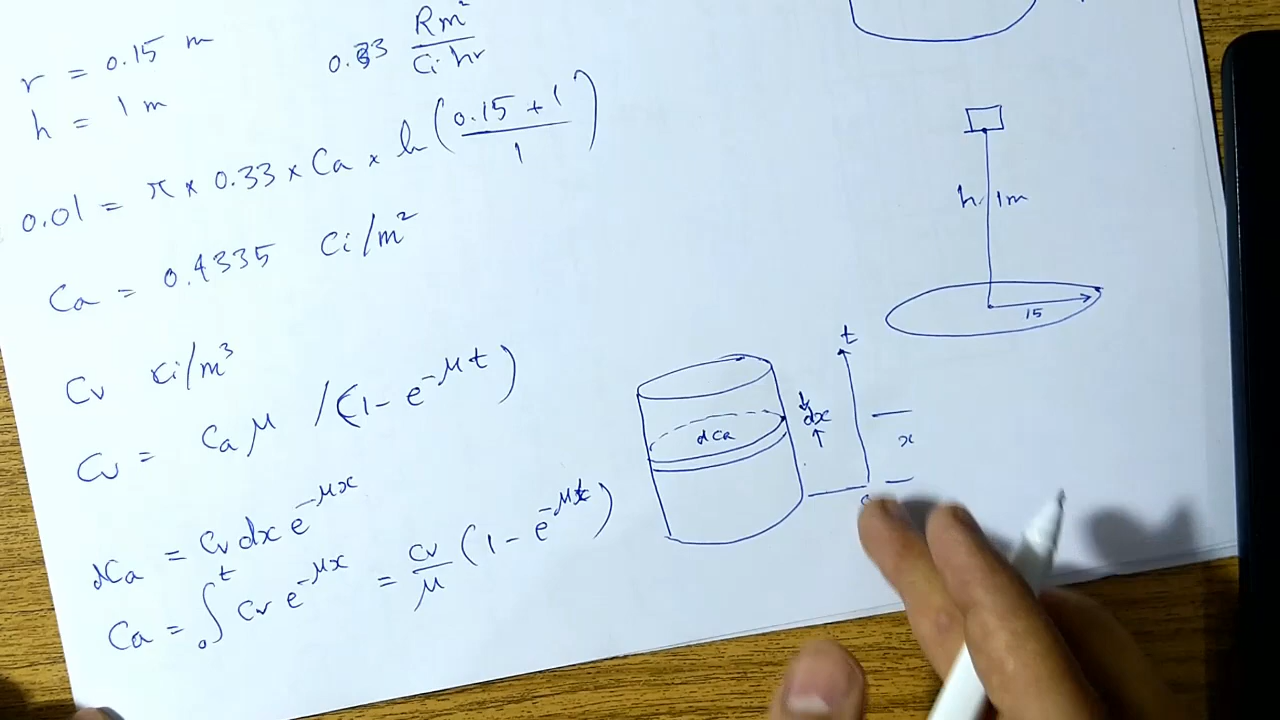 r = 0.15 m
0.33 Rm²/Ci hr
h = 1 m
0.01 = π × 0.33 × Ca × ln((0.15 + 1)/1)
Ca = 0.4335 Ci/m²
Cv Ci/m³
Cv = Ca μ /(1 - e^-μt)
dCa = Cv dx e^-μx
Ca = ∫₀^t Cv e^-μx = Cv/μ (1 - e^-μt)
h 1m
15
t
dx
x
dCa